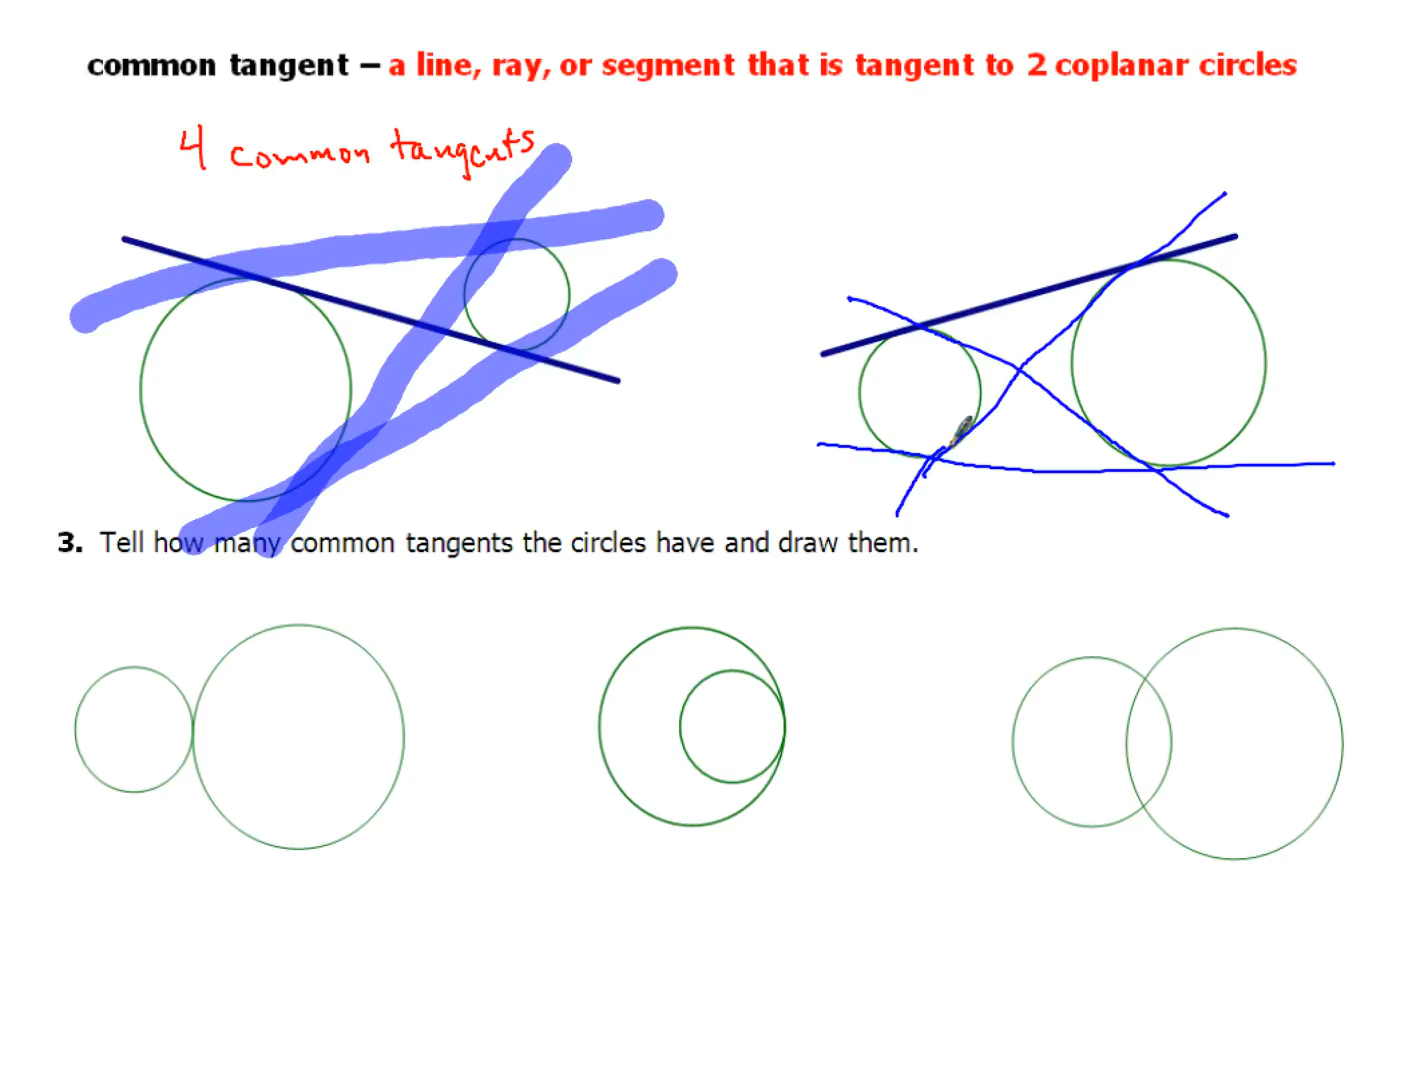 common tangent – a line, ray, or segment that is tangent to 2 coplanar circles
4 common tangents
3. Tell how many common tangents the circles have and draw them.